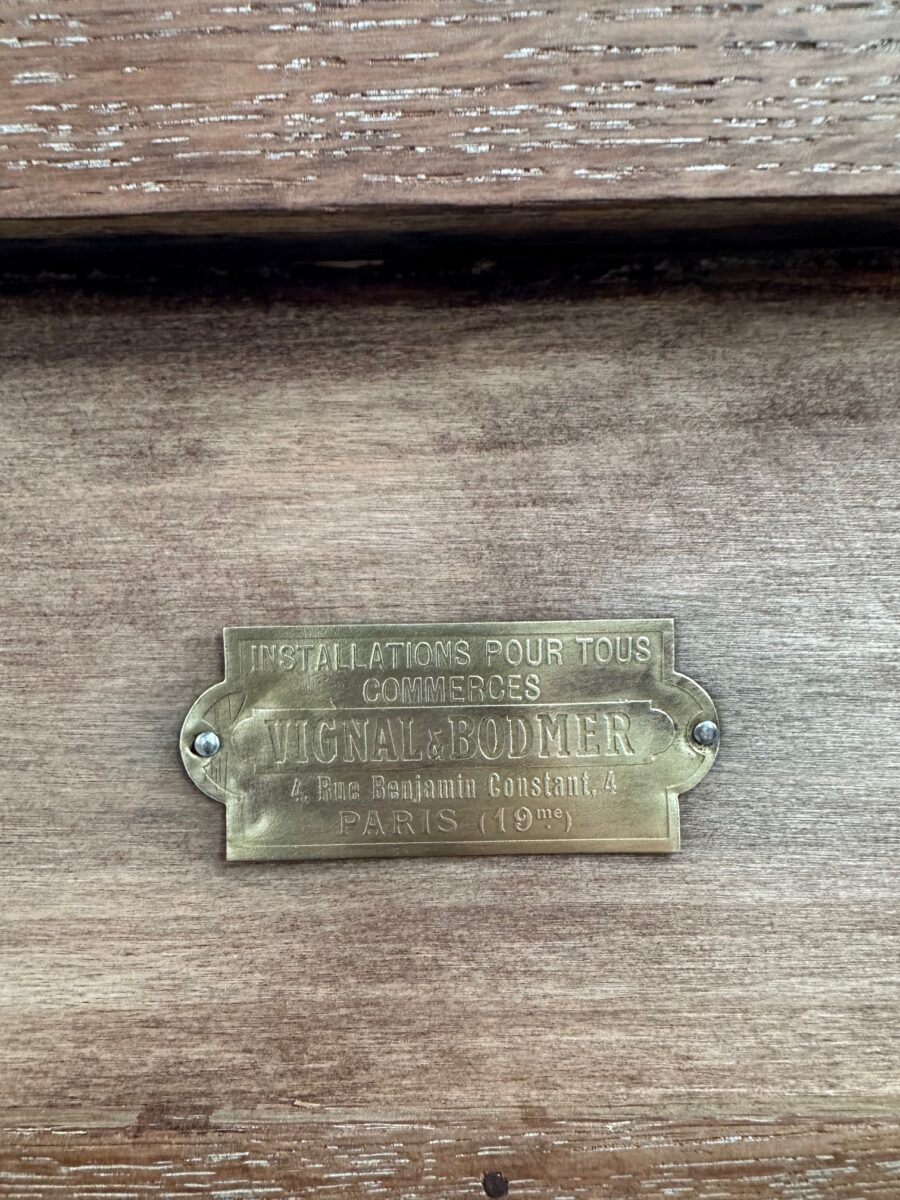 INSTALLATIONS POUR TOUS
COMMERCES
VIGNAL & BODMER
4, Rue Benjamin Constant, 4
PARIS (19me)